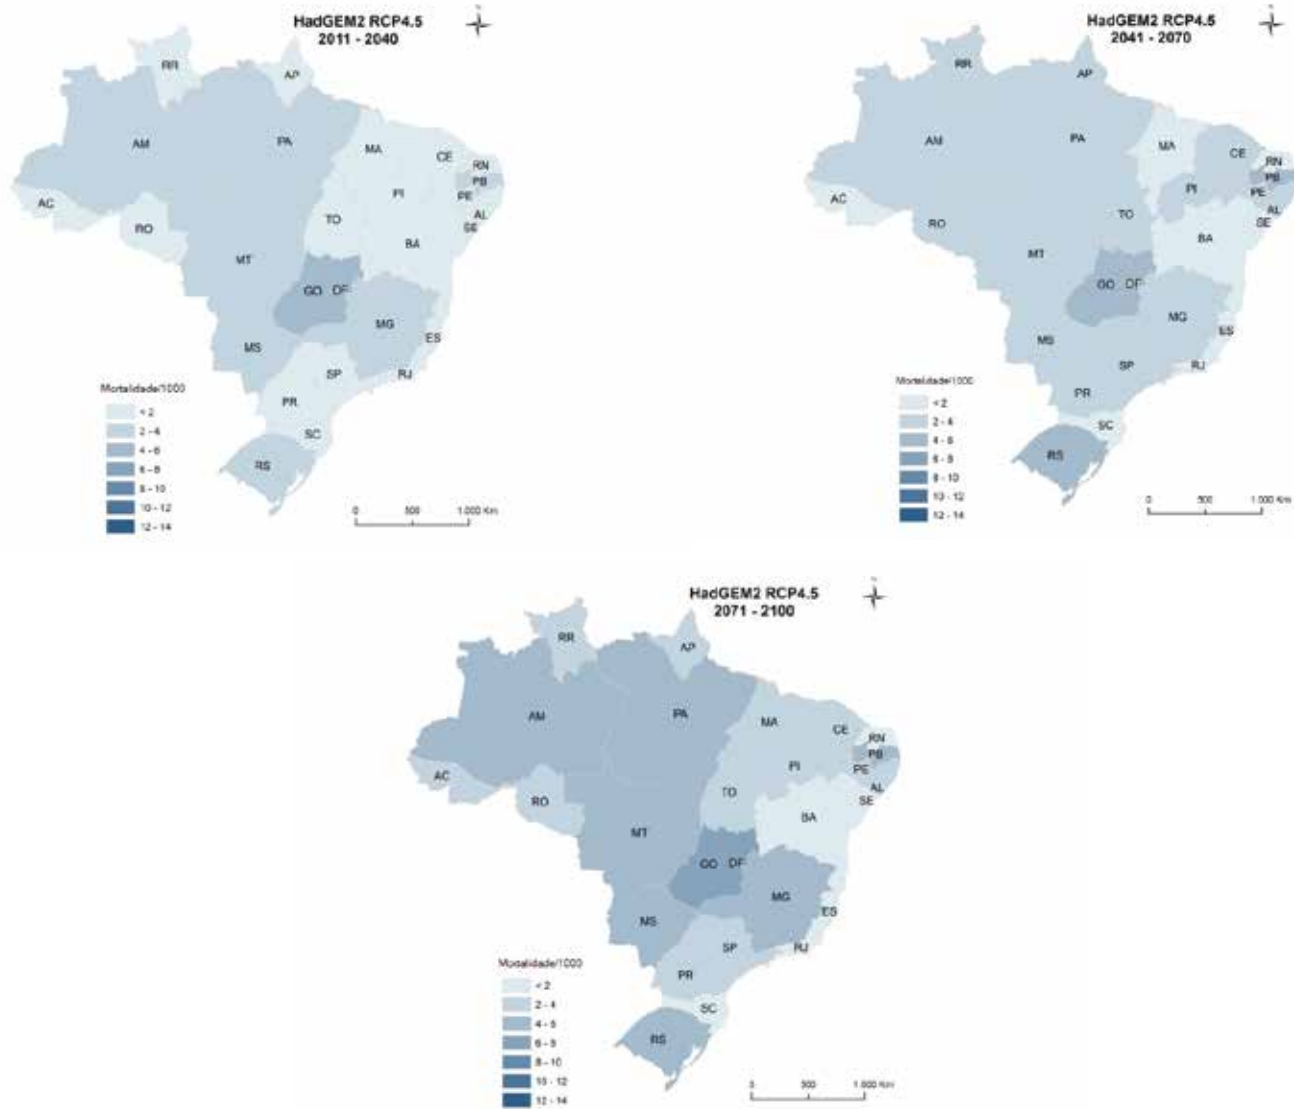 HadGEM2 RCP4.5
2011 - 2040
RR
AP
AM
PA
MA
CE
RN
PB
PE
PI
AC
AL
SE
TO
RO
BA
MT
GO DF
MG
ES
MS
SP
RJ
PR
SC
RS
Mortalidade/1000
< 2
2 - 4
4 - 6
6 - 8
8 - 10
10 - 12
12 - 14
0 500 1.000 Km
HadGEM2 RCP4.5
2041 - 2070
RR
AP
AM
PA
MA
CE
RN
PB
PE
PI
AC
AL
TO
SE
RO
BA
MT
GO DF
MG
ES
MS
SP
RJ
PR
SC
RS
Mortalidade/1000
< 2
2 - 4
4 - 6
6 - 8
8 - 10
10 - 12
12 - 14
0 500 1.000 Km
HadGEM2 RCP4.5
2071 - 2100
RR
AP
AM
PA
MA
CE
RN
PB
PI
PE
AC
AL
TO
SE
RO
BA
MT
GO DF
MG
ES
MS
SP
RJ
PR
SC
RS
Mortalidade/1000
< 2
2 - 4
4 - 6
6 - 8
8 - 10
10 - 12
12 - 14
0 500 1.000 Km